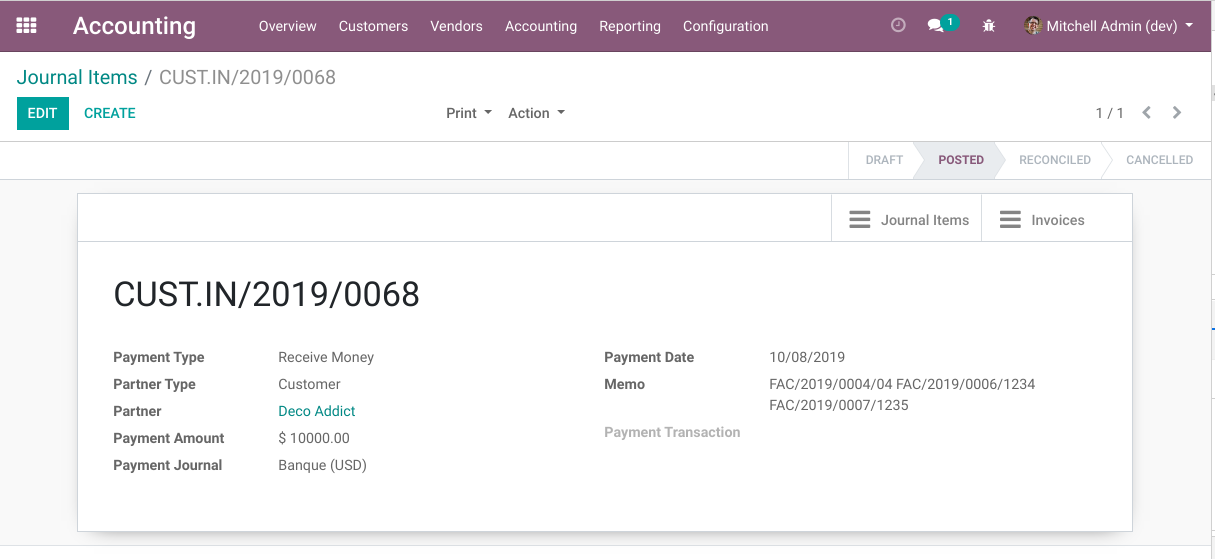 Accounting Overview Customers Vendors Accounting Reporting Configuration 1 Mitchell Admin (dev)
Journal Items / CUST.IN/2019/0068
EDIT CREATE Print Action 1 / 1
DRAFT POSTED RECONCILED CANCELLED
Journal Items Invoices
CUST.IN/2019/0068
Payment Type Receive Money Payment Date 10/08/2019
Partner Type Customer Memo FAC/2019/0004/04 FAC/2019/0006/1234
FAC/2019/0007/1235
Partner Deco Addict
Payment Transaction
Payment Amount $ 10000.00
Payment Journal Banque (USD)